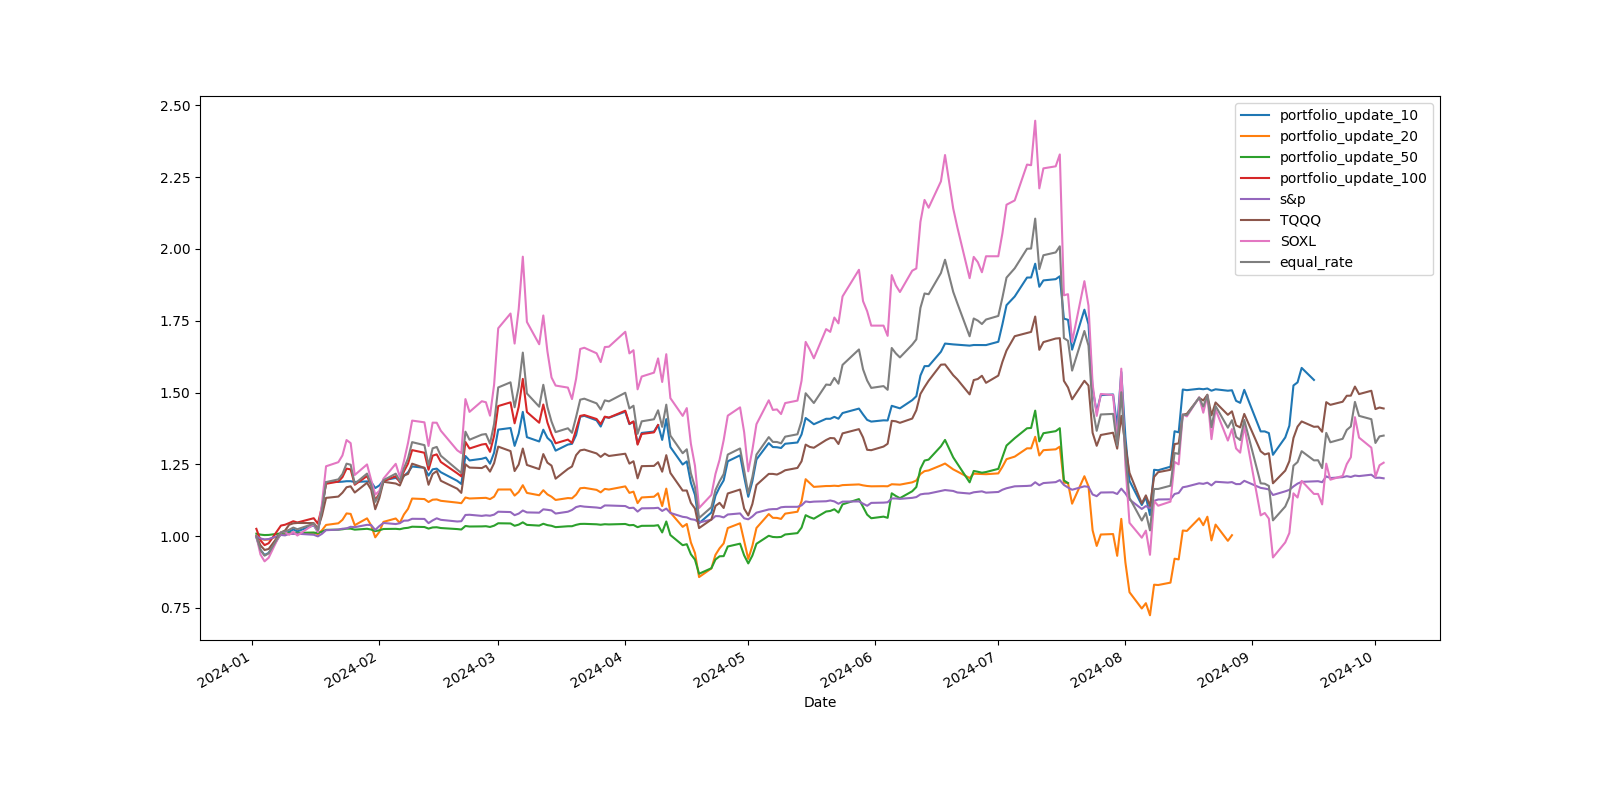 2.50
2.25
2.00
1.75
1.50
1.25
1.00
0.75
portfolio_update_10
portfolio_update_20
portfolio_update_50
portfolio_update_100
s&p
TQQQ
SOXL
equal_rate
2024-01
2024-02
2024-03
2024-04
2024-05
2024-06
2024-07
2024-08
2024-09
2024-10
Date